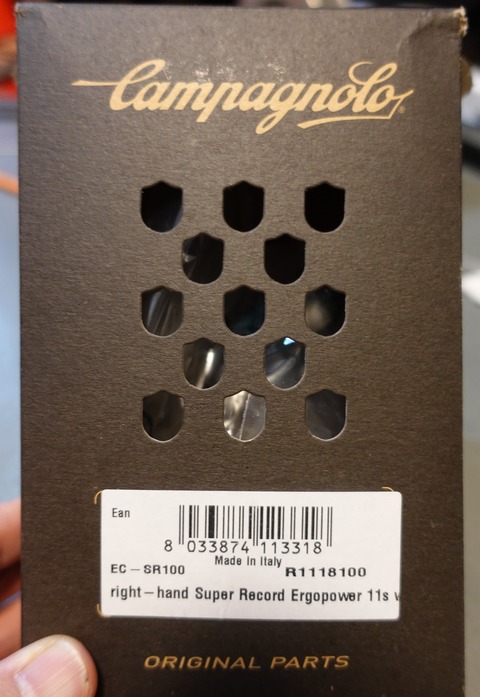 Campagnolo®
Ean
8 033874 113318
Made In Italy
EC-SR100 R1118100
right-hand Super Record Ergopower 11s
ORIGINAL PARTS